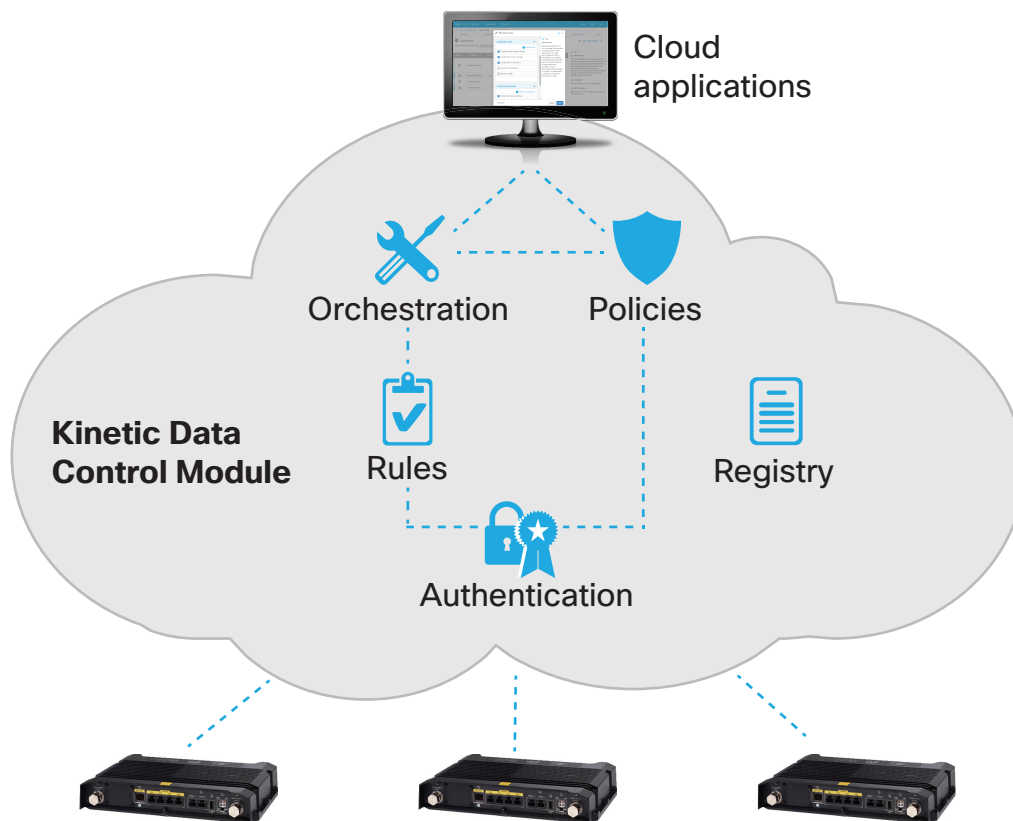 Cloud
applications
Orchestration
Policies
Kinetic Data
Control Module
Rules
Registry
Authentication